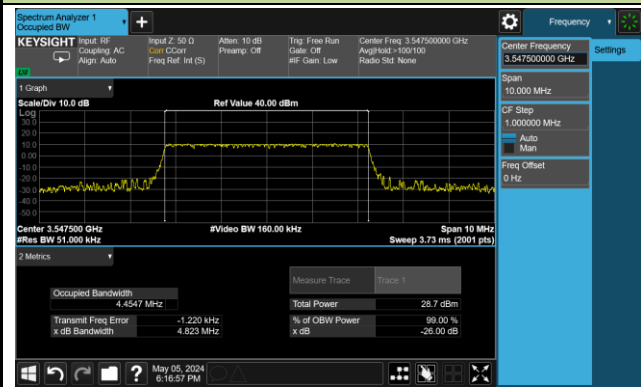 Spectrum Analyzer 1
Occupied BW
Frequency
KEYSIGHT
Input: RF
Coupling: AC
Align: Auto
Input Z: 50 Ω
Corr CCorr
Freq Ref: Int (S)
Atten: 10 dB
Preamp: Off
Trig: Free Run
Gate: Off
#IF Gain: Low
Center Freq: 3.547500000 GHz
Avg|Hold:>100/100
Radio Std: None
LXI
Center Frequency
3.547500000 GHz
Settings
Span
10.000 MHz
CF Step
1.000000 MHz
Auto
Man
Freq Offset
0 Hz
1 Graph
Scale/Div 10.0 dB
Ref Value 40.00 dBm
Log
30.0
20.0
10.0
0.00
-10.0
-20.0
-30.0
-40.0
-50.0
Center 3.547500 GHz
#Video BW 160.00 kHz
Span 10 MHz
#Res BW 51.000 kHz
Sweep 3.73 ms (2001 pts)
2 Metrics
Measure Trace
Trace 1
Occupied Bandwidth
4.4547 MHz
Total Power
28.7 dBm
Transmit Freq Error
-1.220 kHz
% of OBW Power
99.00 %
x dB Bandwidth
4.823 MHz
x dB
-26.00 dB
May 05, 2024
6:16:57 PM